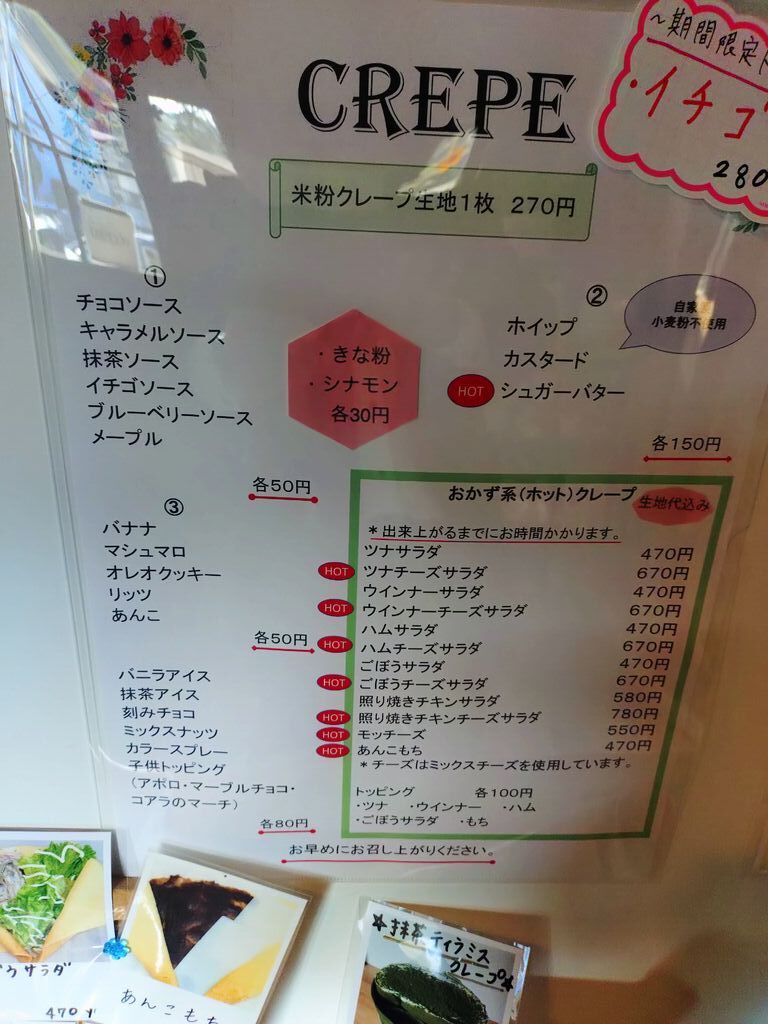 CREPE
~期間限定
・イチゴ
280
米粉クレープ生地1枚 270円
①
チョコソース
キャラメルソース
抹茶ソース
イチゴソース
ブルーベリーソース
メープル
各50円
・きな粉
・シナモン
各30円
②
自家製
小麦粉不使用
ホイップ
カスタード
HOT シュガーバター
各150円
③
バナナ
マシュマロ
オレオクッキー
リッツ
あんこ
各50円
バニラアイス
抹茶アイス
刻みチョコ
ミックスナッツ
カラースプレー
子供トッピング
(アポロ・マーブルチョコ・
コアラのマーチ)
各80円
おかず系(ホット)クレープ 生地代込み
*出来上がるまでにお時間かかります。
ツナサラダ 470円
HOT ツナチーズサラダ 670円
ウインナーサラダ 470円
HOT ウインナーチーズサラダ 670円
ハムサラダ 470円
HOT ハムチーズサラダ 670円
ごぼうサラダ 470円
HOT ごぼうチーズサラダ 670円
照り焼きチキンサラダ 580円
HOT 照り焼きチキンチーズサラダ 780円
HOT モッチーズ 550円
HOT あんこもち 470円
*チーズはミックスチーズを使用しています。
トッピング 各100円
・ツナ ・ウインナー ・ハム
・ごぼうサラダ ・もち
お早めにお召し上がりください。
サラダ
470円
あんこもち
☆抹茶ティラミス
クレープ☆